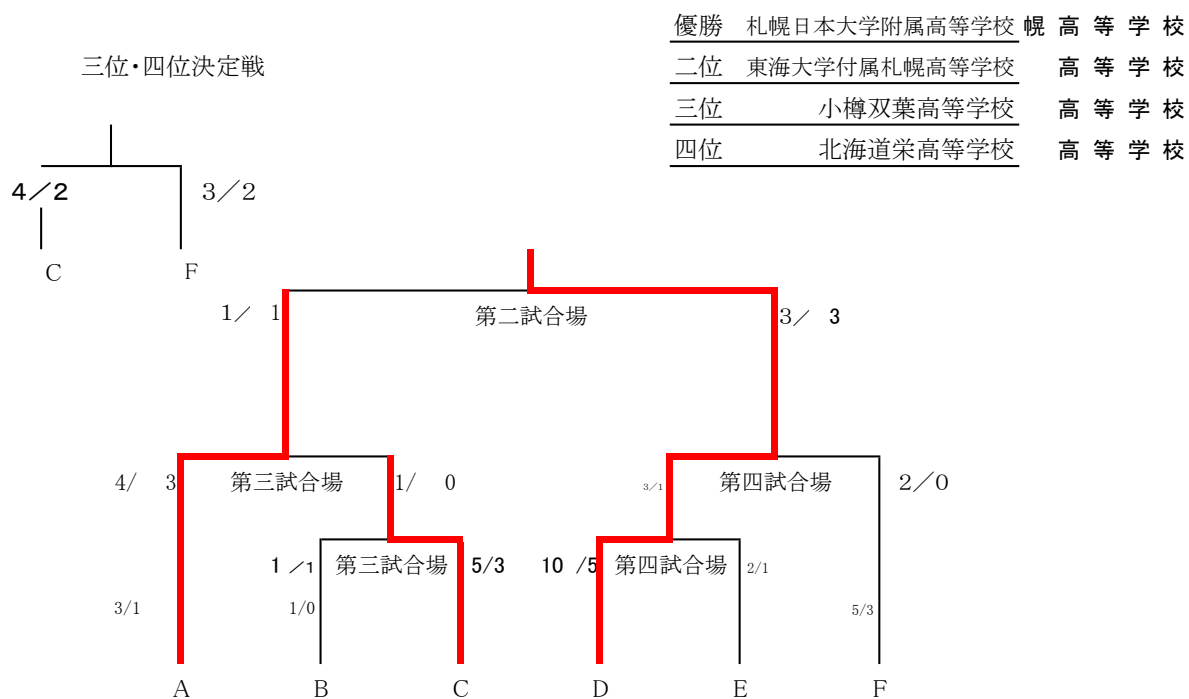 優勝 札幌日本大学附属高等学校 幌高等学校
二位 東海大学付属札幌高等学校 高等学校
三位 小樽双葉高等学校 高等学校
四位 北海道栄高等学校 高等学校
三位・四位決定戦
4／2 3／2
C F
1／ 1 第二試合場 3／ 3
4/ 3 第三試合場 1/ 0 3／1 第四試合場 2／0
1 ／1 第三試合場 5/3 10 /5 第四試合場 2/1
3/1 1/0 5/3
A B C D E F